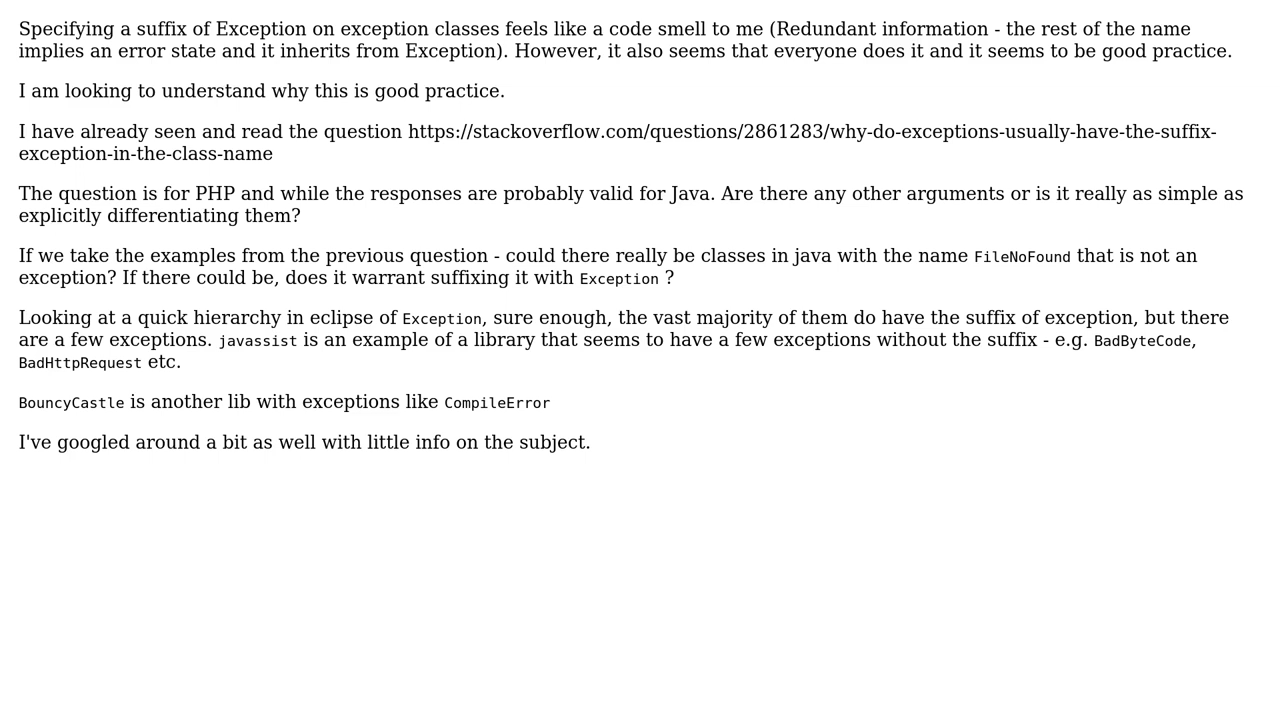 Specifying a suffix of Exception on exception classes feels like a code smell to me (Redundant information - the rest of the name
implies an error state and it inherits from Exception). However, it also seems that everyone does it and it seems to be good practice.
I am looking to understand why this is good practice.
I have already seen and read the question https://stackoverflow.com/questions/2861283/why-do-exceptions-usually-have-the-suffix-
exception-in-the-class-name
The question is for PHP and while the responses are probably valid for Java. Are there any other arguments or is it really as simple as
explicitly differentiating them?
If we take the examples from the previous question - could there really be classes in java with the name FileNoFound that is not an
exception? If there could be, does it warrant suffixing it with Exception ?
Looking at a quick hierarchy in eclipse of Exception, sure enough, the vast majority of them do have the suffix of exception, but there
are a few exceptions. javassist is an example of a library that seems to have a few exceptions without the suffix - e.g. BadByteCode,
BadHttpRequest etc.
BouncyCastle is another lib with exceptions like CompileError
I've googled around a bit as well with little info on the subject.